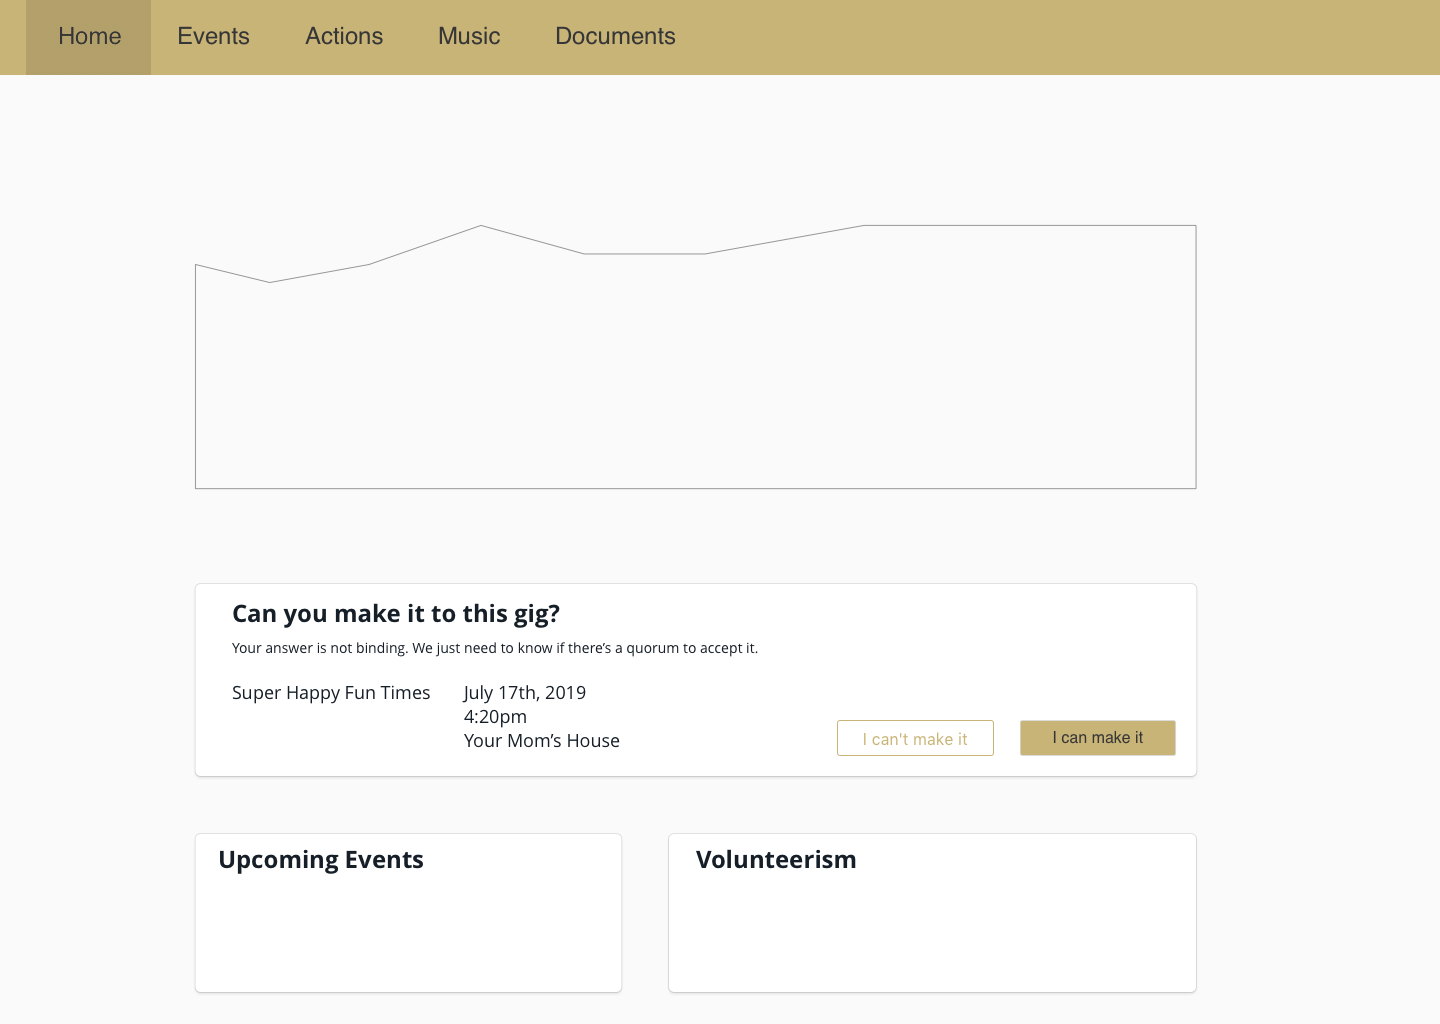 Home Events Actions Music Documents
Can you make it to this gig?
Your answer is not binding. We just need to know if there’s a quorum to accept it.
Super Happy Fun Times July 17th, 2019
4:20pm
Your Mom’s House
I can't make it I can make it
Upcoming Events Volunteerism